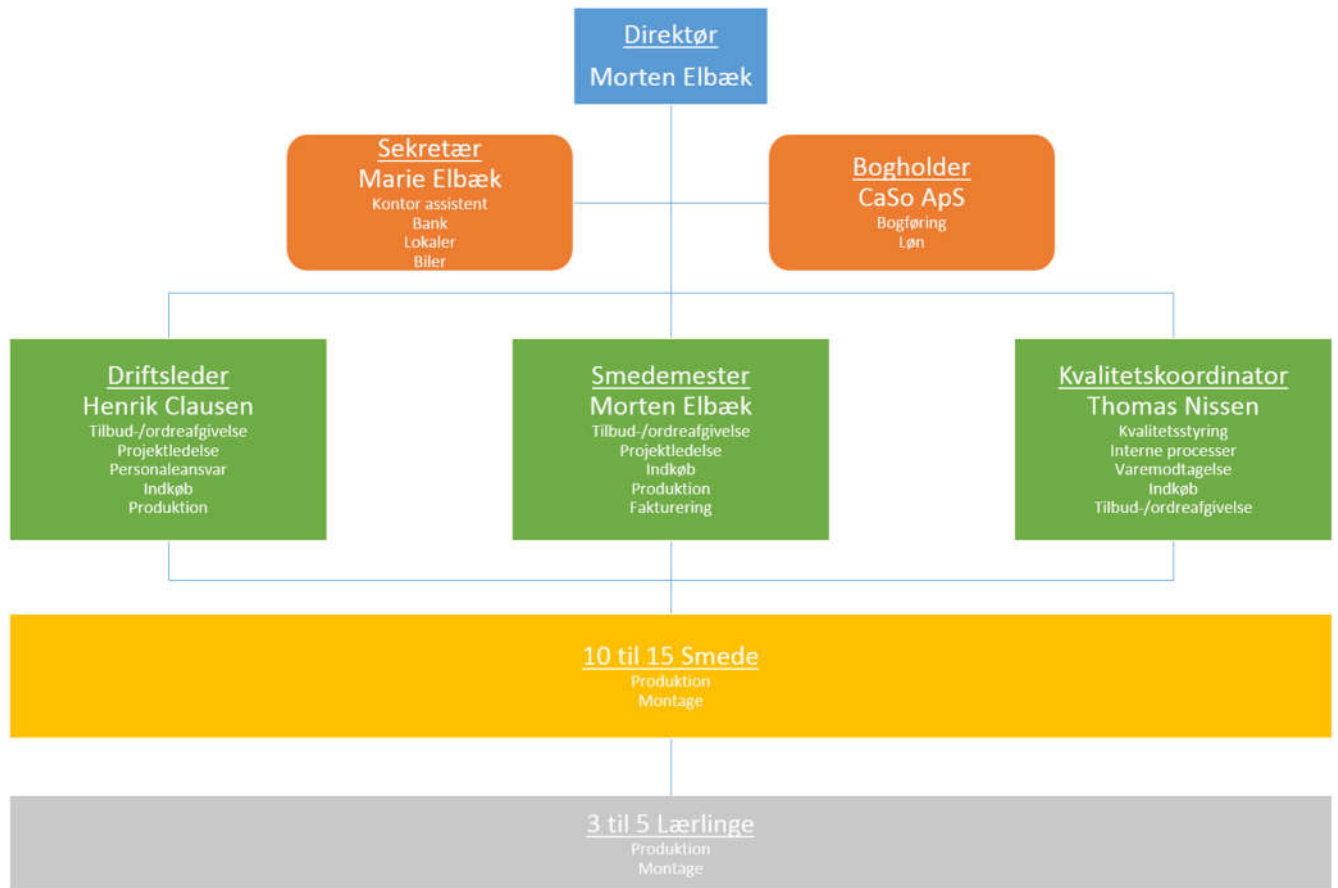 Direktør
Morten Elbæk
Sekretær
Marie Elbæk
Kontor assistent
Bank
Lokaler
Biler
Bogholder
CaSo ApS
Bogføring
Løn
Driftsleder
Henrik Clausen
Tilbud-/ordreafgivelse
Projektledelse
Personaleansvar
Indkøb
Produktion
Smedemester
Morten Elbæk
Tilbud-/ordreafgivelse
Projektledelse
Indkøb
Produktion
Fakturering
Kvalitetskoordinator
Thomas Nissen
Kvalitetsstyring
Interne processer
Varemodtagelse
Indkøb
Tilbud-/ordreafgivelse
10 til 15 Smede
Produktion
Montage
3 til 5 Lærlinge
Produktion
Montage